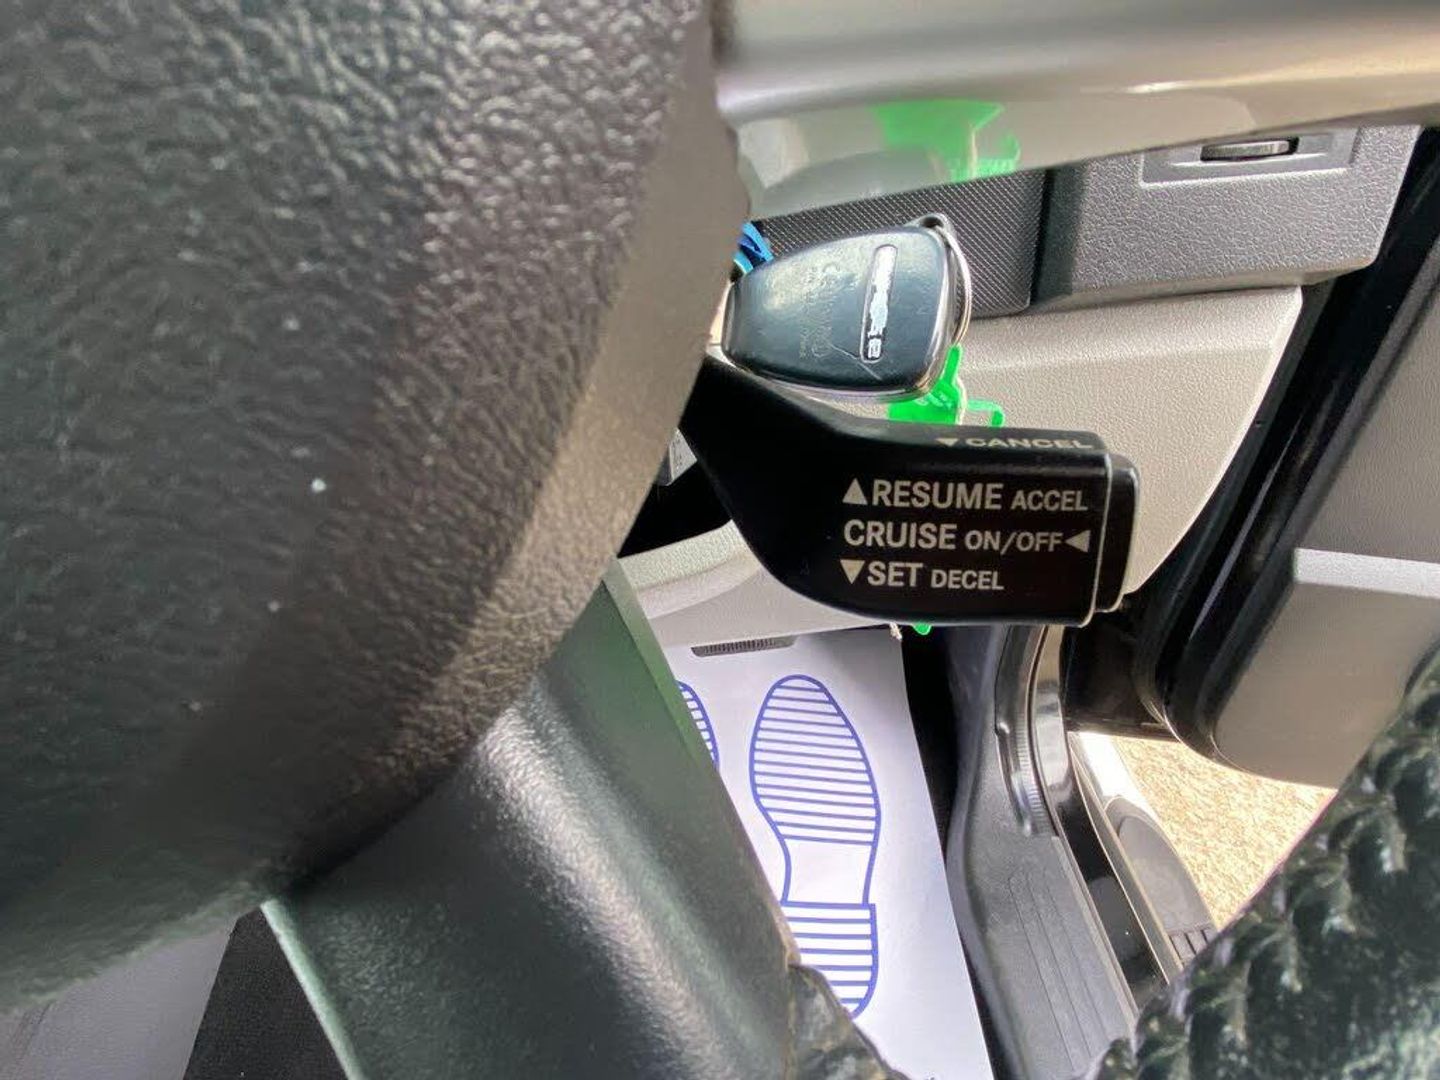 ▼ CANCEL
▲RESUME ACCEL
CRUISE ON/OFF◀
▼SET DECEL